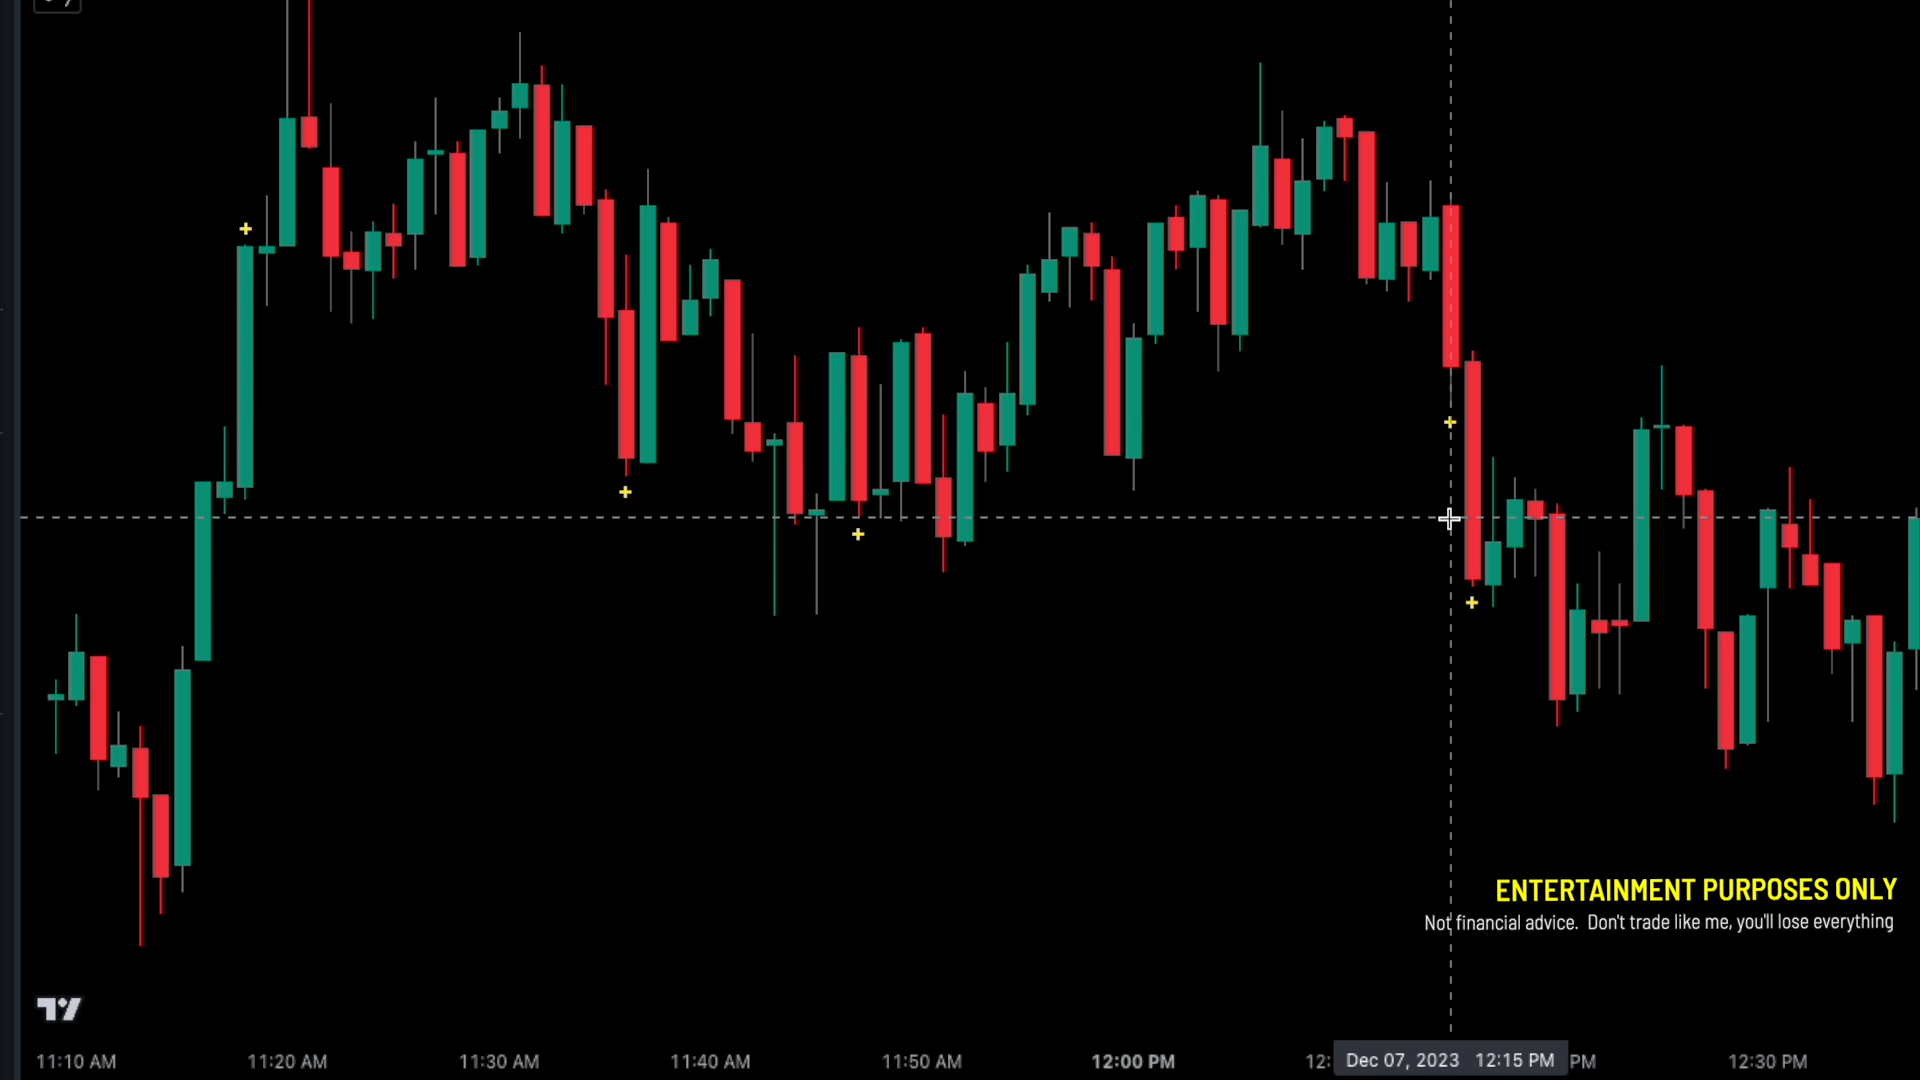 ENTERTAINMENT PURPOSES ONLY
Not financial advice. Don't trade like me, you'll lose everything
11:10 AM 11:20 AM 11:30 AM 11:40 AM 11:50 AM 12:00 PM 12: Dec 07, 2023 12:15 PM PM 12:30 PM